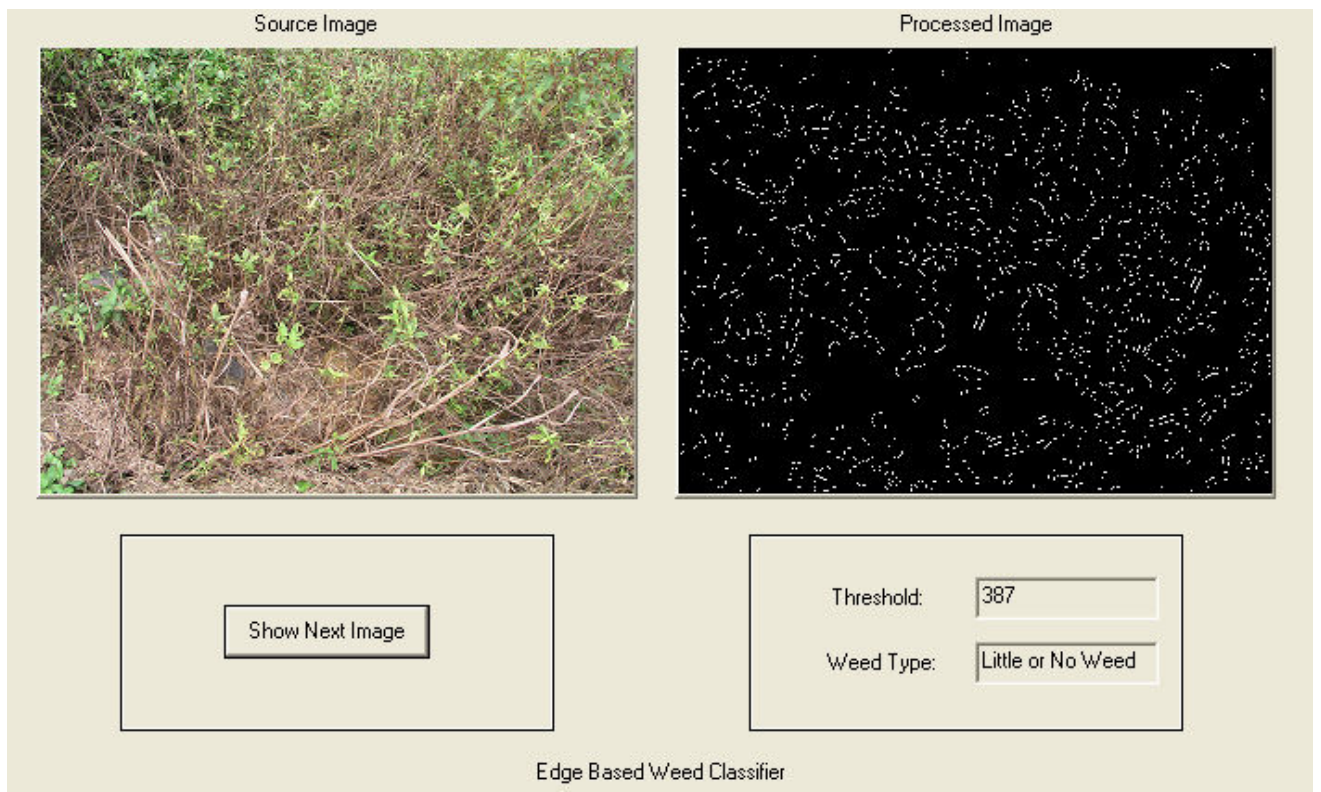 Source Image
Processed Image
Show Next Image
Threshold:
387
Weed Type:
Little or No Weed
Edge Based Weed Classifier